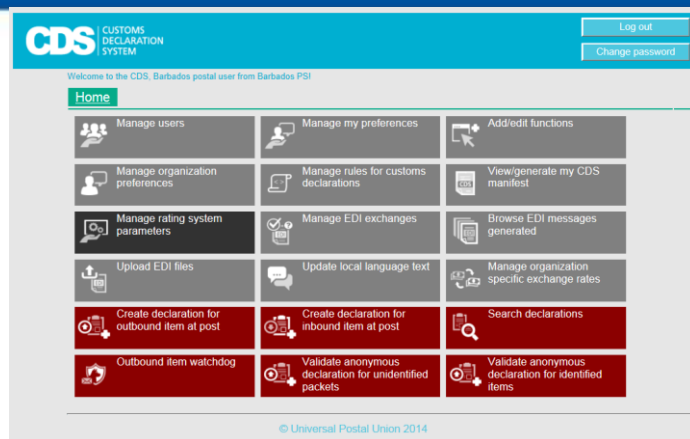 CDS CUSTOMS
DECLARATION
SYSTEM
Log out
Change password
Welcome to the CDS, Barbados postal user from Barbados PS!
Home
Manage users
Manage my preferences
Add/edit functions
Manage organization
preferences
Manage rules for customs
declarations
View/generate my CDS
manifest
Manage rating system
parameters
Manage EDI exchanges
Browse EDI messages
generated
Upload EDI files
Update local language text
Manage organization
specific exchange rates
Create declaration for
outbound item at post
Create declaration for
inbound item at post
Search declarations
Outbound item watchdog
Validate anonymous
declaration for unidentified
packets
Validate anonymous
declaration for identified
items
© Universal Postal Union 2014